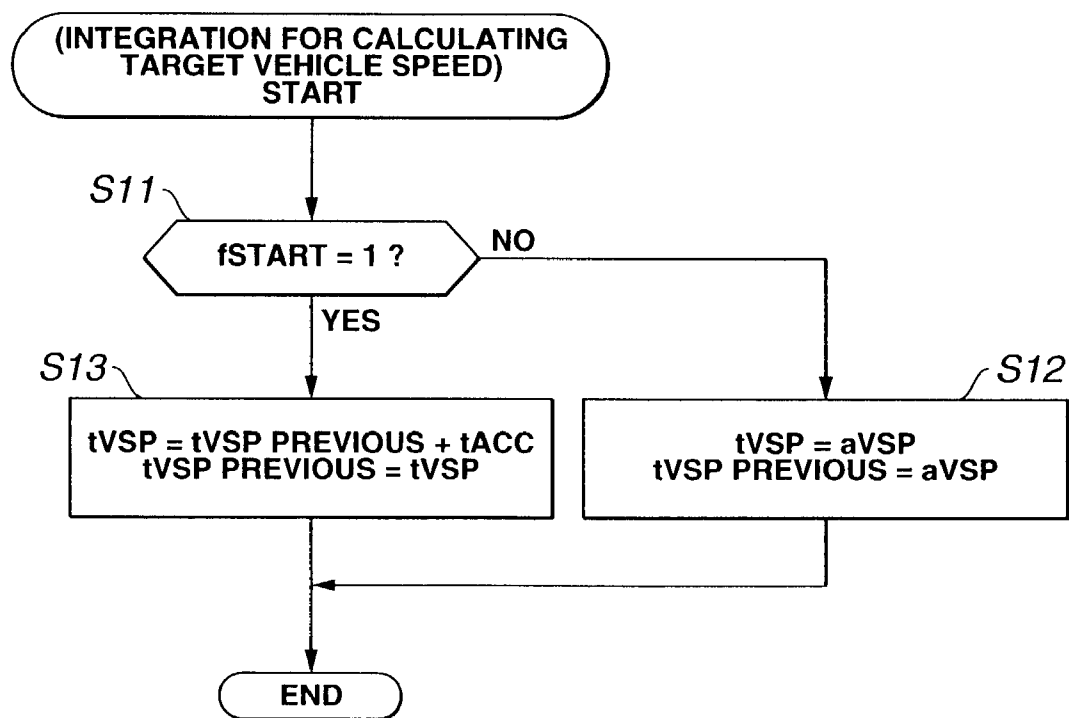 (INTEGRATION FOR CALCULATING
TARGET VEHICLE SPEED)
START
S11
fSTART = 1 ?
NO
YES
S13
tVSP = tVSP PREVIOUS + tACC
tVSP PREVIOUS = tVSP
S12
tVSP = aVSP
tVSP PREVIOUS = aVSP
END